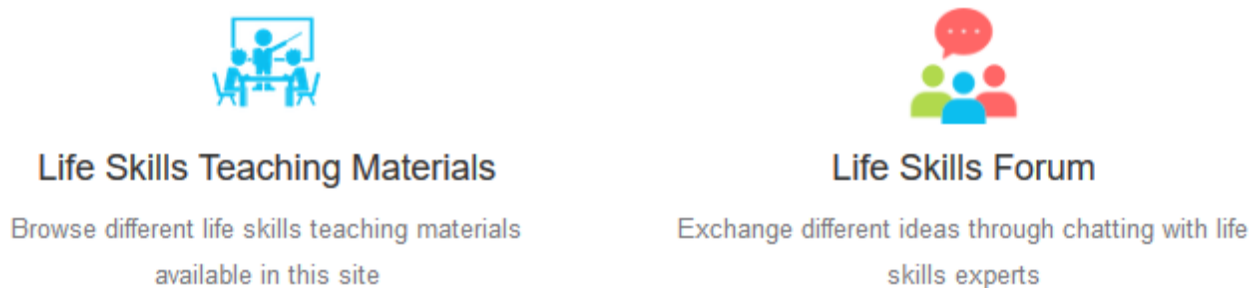 Life Skills Teaching Materials
Browse different life skills teaching materials
available in this site
Life Skills Forum
Exchange different ideas through chatting with life
skills experts